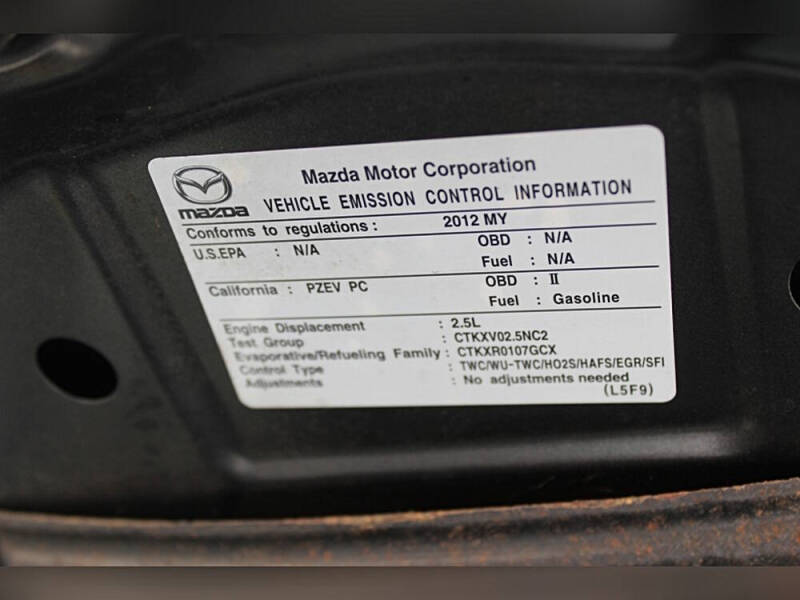 Mazda Motor Corporation
mazda VEHICLE EMISSION CONTROL INFORMATION
Conforms to regulations : 2012 MY
U.S.EPA : N/A OBD : N/A
Fuel : N/A
California : PZEV PC OBD : II
Fuel : Gasoline
Engine Displacement : 2.5L
Test Group : CTKXV02.5NC2
Evaporative/Refueling Family : CTKXR0107GCX
Control Type : TWC/WU-TWC/HO2S/HAFS/EGR/SFI
Adjustments : No adjustments needed
(L5F9)